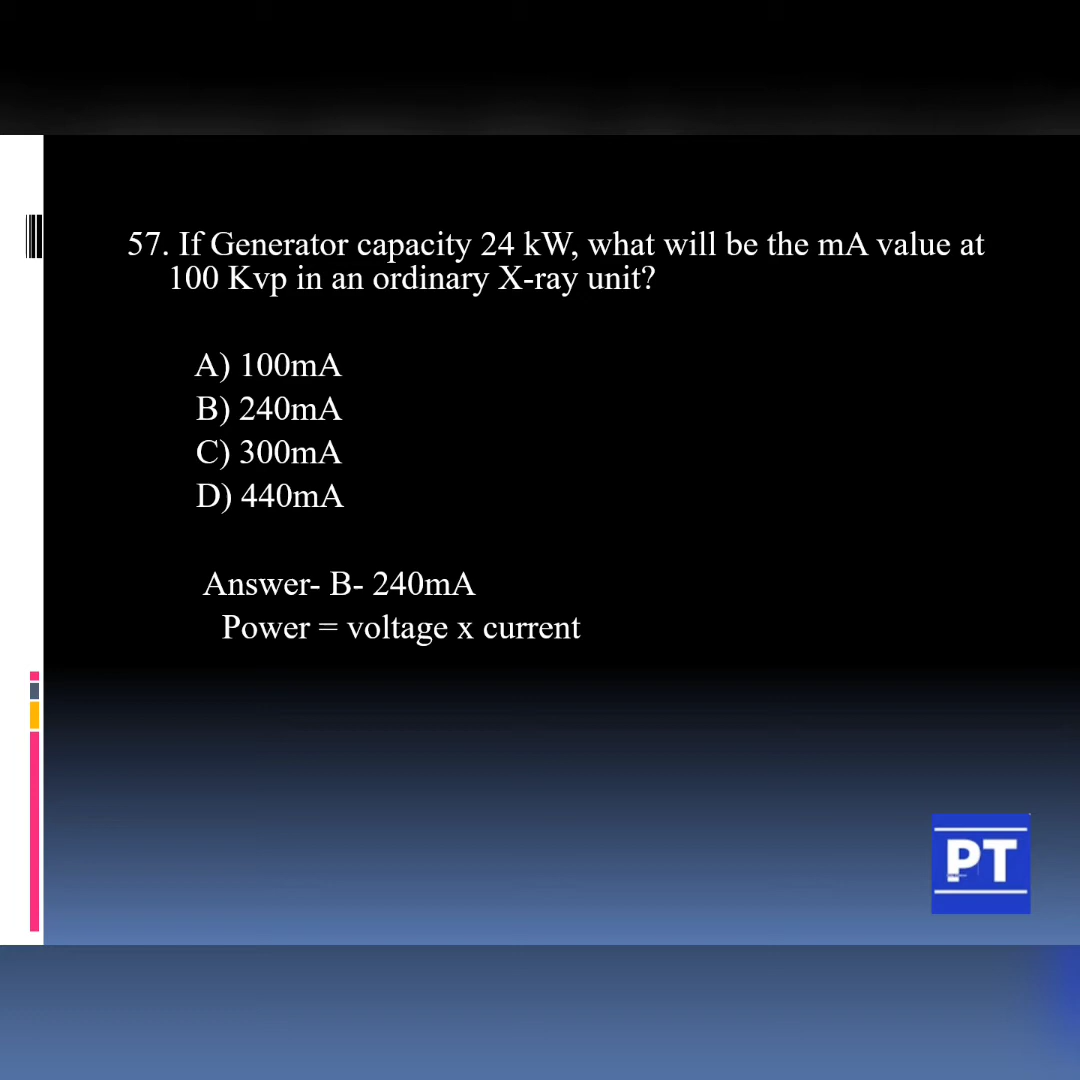 57. If Generator capacity 24 kW, what will be the mA value at
100 Kvp in an ordinary X-ray unit?
A) 100mA
B) 240mA
C) 300mA
D) 440mA
Answer- B- 240mA
Power = voltage x current
PT